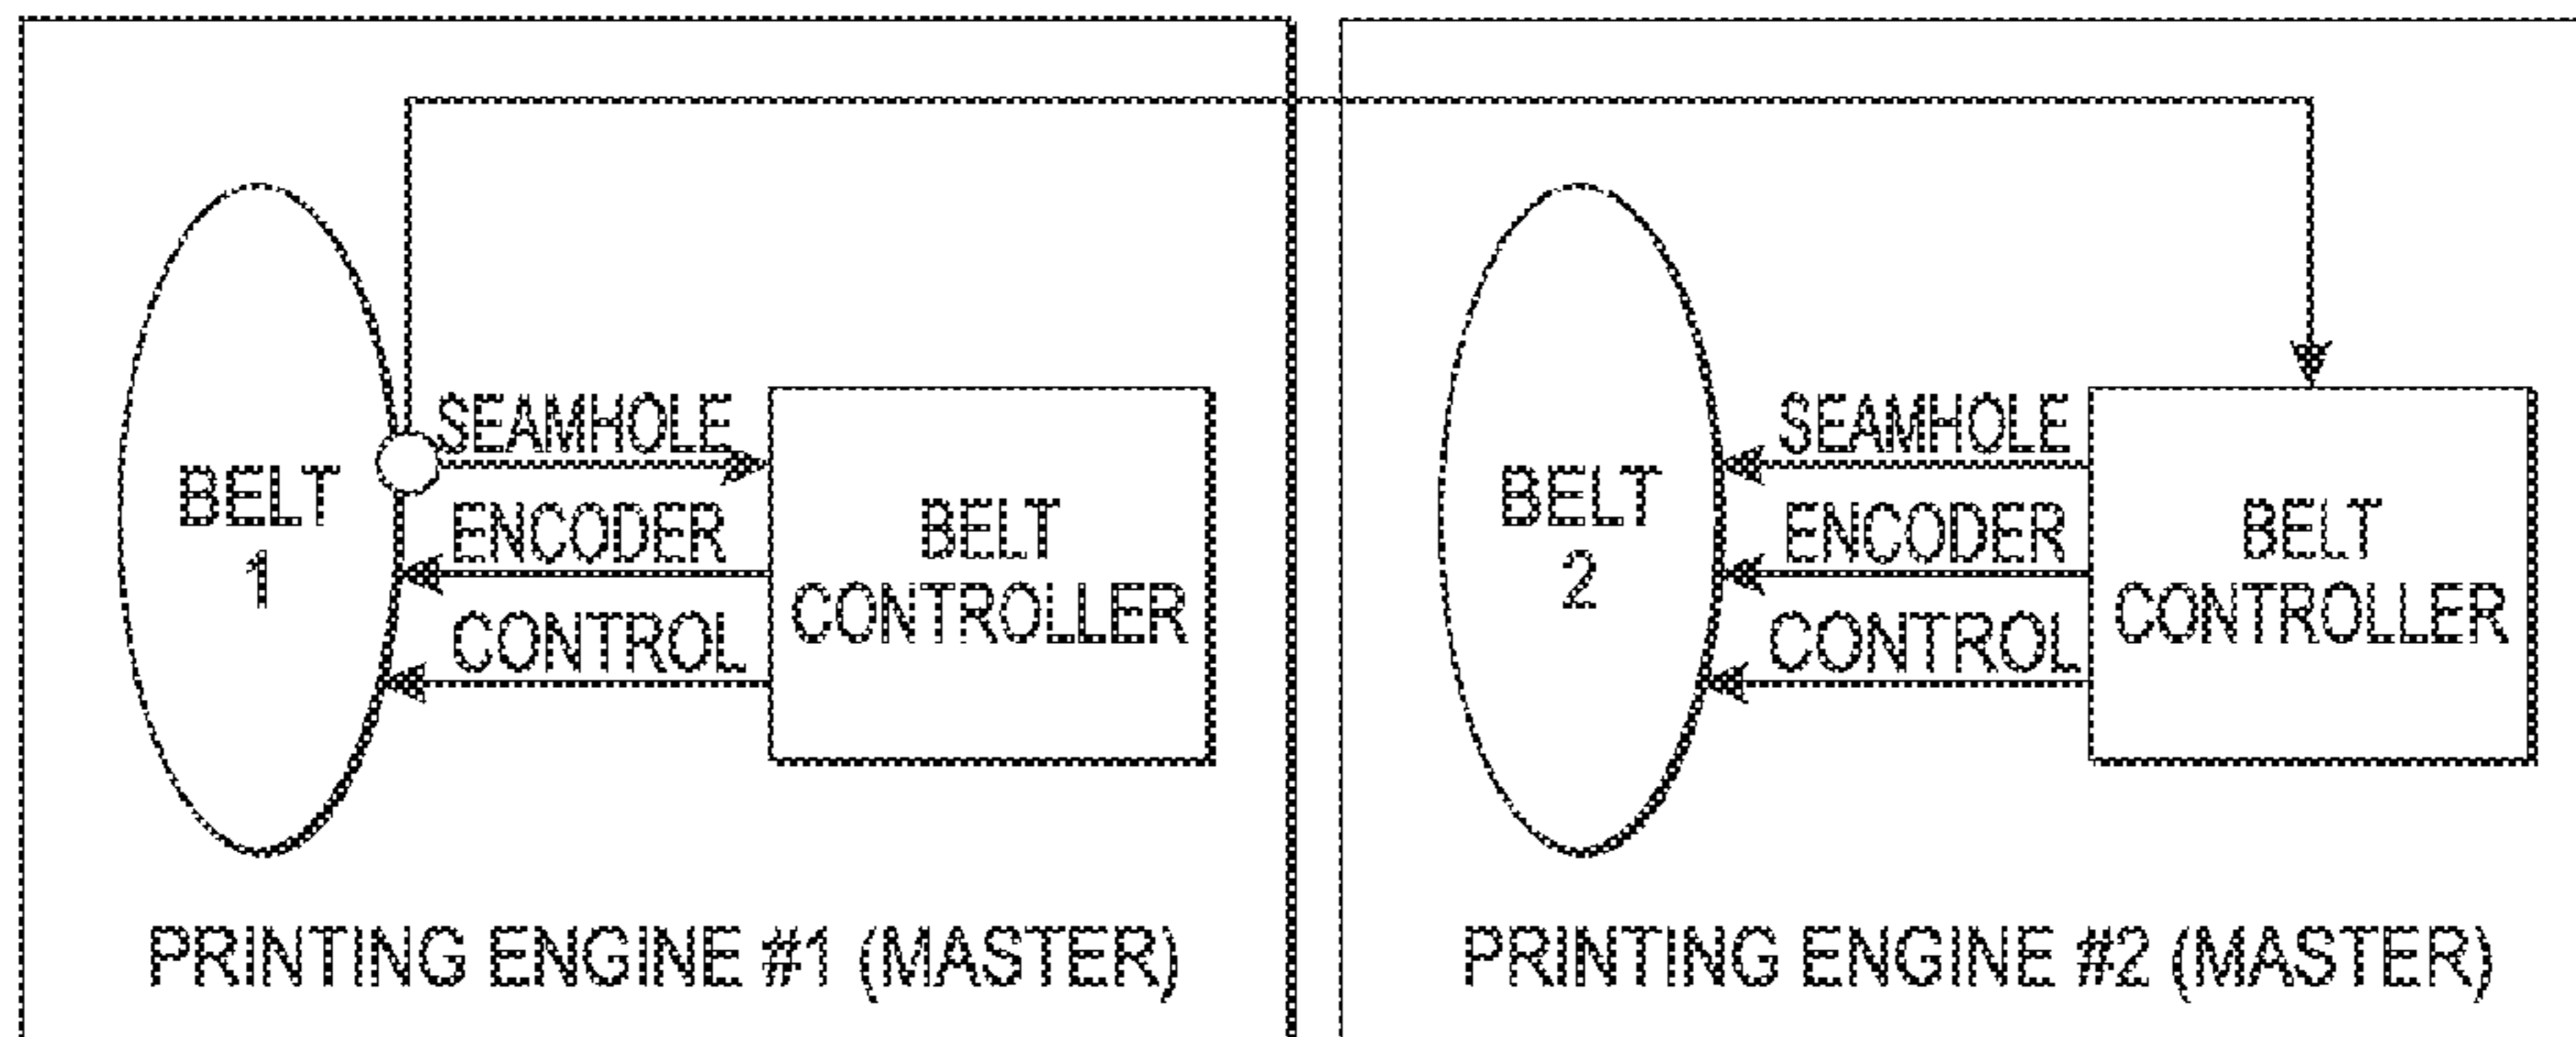 SEAMHOLE
BELT
1
ENCODER
CONTROL
BELT
CONTROLLER
PRINTING ENGINE #1 (MASTER)
SEAMHOLE
BELT
2
ENCODER
CONTROL
BELT
CONTROLLER
PRINTING ENGINE #2 (MASTER)